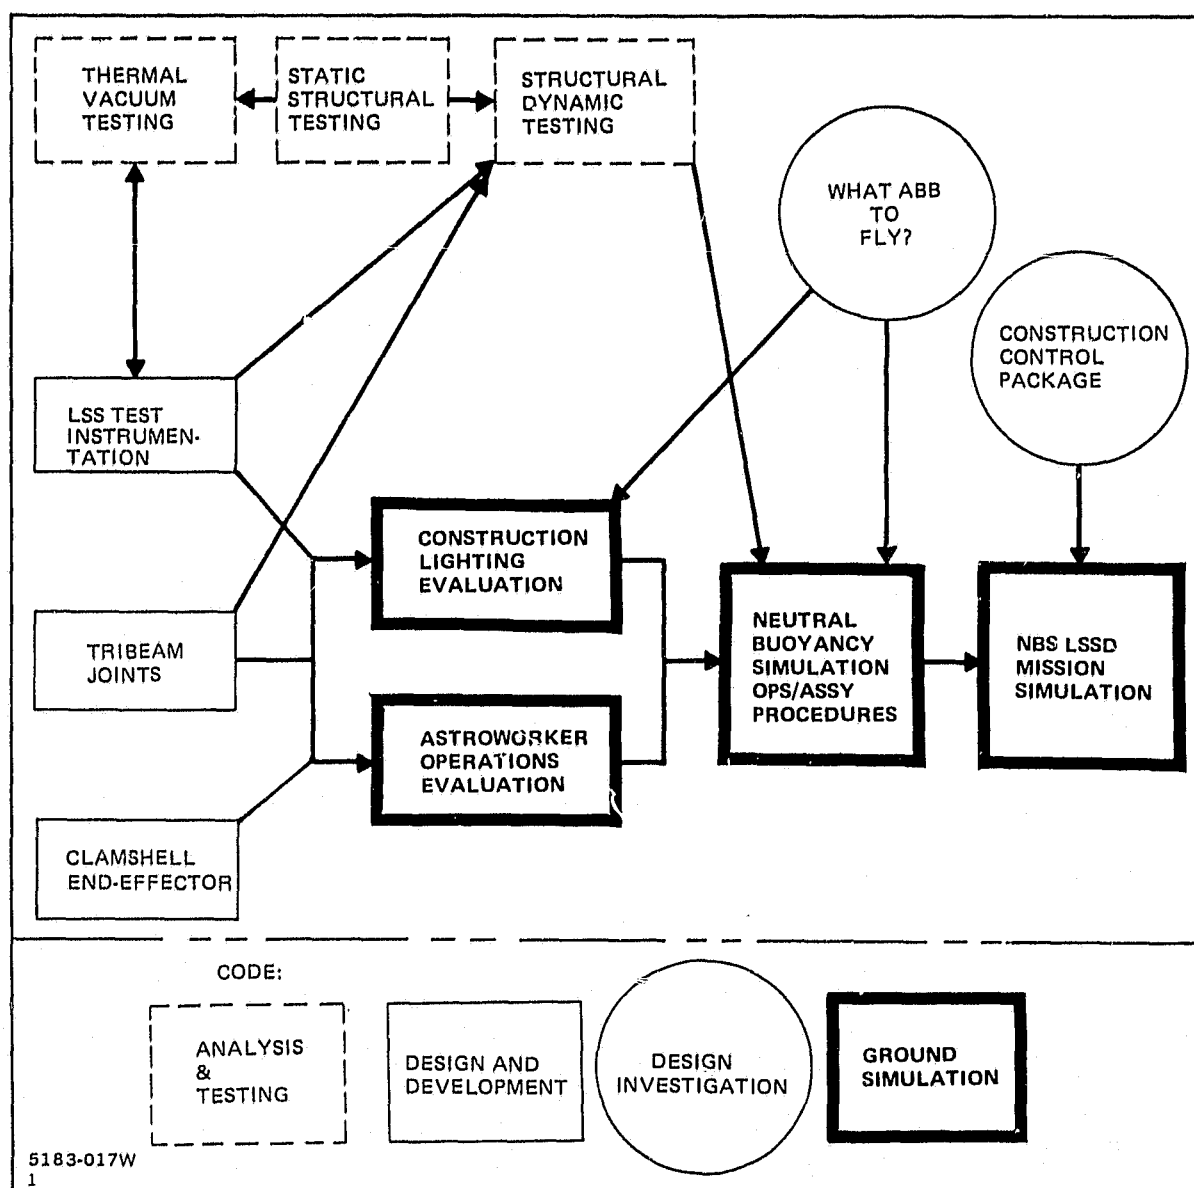 THERMAL
VACUUM
TESTING
STATIC
STRUCTURAL
TESTING
STRUCTURAL
DYNAMIC
TESTING
WHAT ABB
TO
FLY?
CONSTRUCTION
CONTROL
PACKAGE
LSS TEST
INSTRUMEN-
TATION
CONSTRUCTION
LIGHTING
EVALUATION
TRIBEAM
JOINTS
NEUTRAL
BUOYANCY
SIMULATION
OPS/ASSY
PROCEDURES
NBS LSSD
MISSION
SIMULATION
ASTROWORKER
OPERATIONS
EVALUATION
CLAMSHELL
END-EFFECTOR
CODE:
ANALYSIS
&
TESTING
DESIGN AND
DEVELOPMENT
DESIGN
INVESTIGATION
GROUND
SIMULATION
5183-017W
1